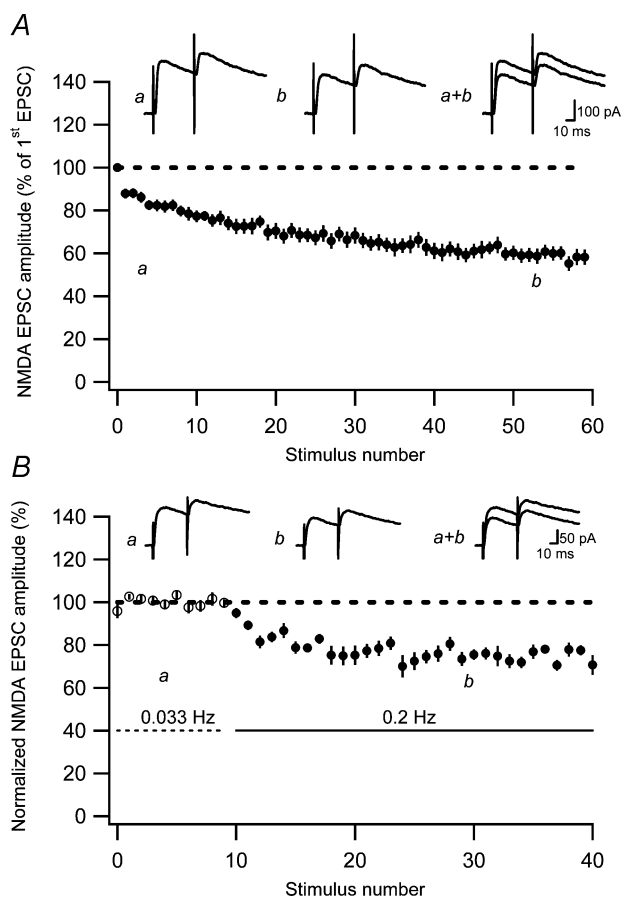 A
NMDA EPSC amplitude (% of 1st EPSC)
140
120
100
80
60
40
20
0
a
b
a+b
100 pA
10 ms
a
b
0
10
20
30
40
50
60
Stimulus number
B
Normalized NMDA EPSC amplitude (%)
140
120
100
80
60
40
20
0
a
b
a+b
50 pA
10 ms
a
b
0.033 Hz
0.2 Hz
0
10
20
30
40
Stimulus number